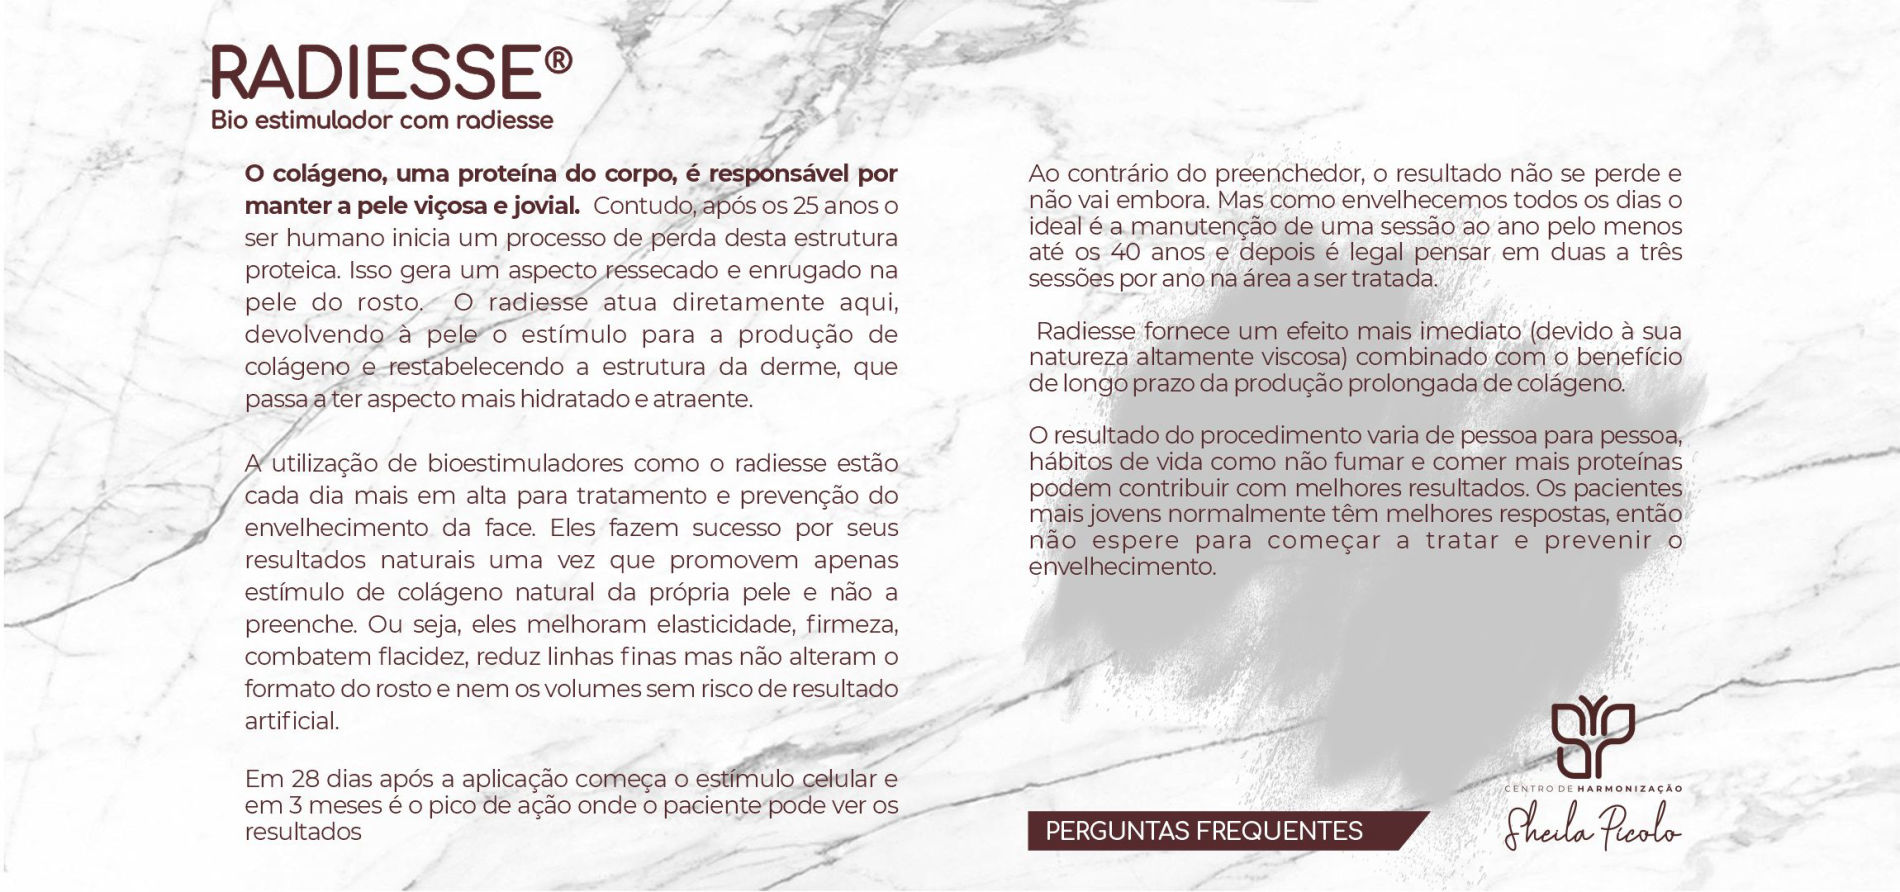 RADIESSE®
Bio estimulador com radiesse
O colágeno, uma proteína do corpo, é responsável por
manter a pele viçosa e jovial. Contudo, após os 25 anos o
ser humano inicia um processo de perda desta estrutura
proteica. Isso gera um aspecto ressecado e enrugado na
pele do rosto. O radiesse atua diretamente aqui,
devolvendo à pele o estímulo para a produção de
colágeno e restabelecendo a estrutura da derme, que
passa a ter aspecto mais hidratado e atraente.
A utilização de bioestimuladores como o radiesse estão
cada dia mais em alta para tratamento e prevenção do
envelhecimento da face. Eles fazem sucesso por seus
resultados naturais uma vez que promovem apenas
estímulo de colágeno natural da própria pele e não a
preenche. Ou seja, eles melhoram elasticidade, firmeza,
combatem flacidez, reduz linhas finas mas não alteram o
formato do rosto e nem os volumes sem risco de resultado
artificial.
Em 28 dias após a aplicação começa o estímulo celular e
em 3 meses é o pico de ação onde o paciente pode ver os
resultados
Ao contrário do preenchedor, o resultado não se perde e
não vai embora. Mas como envelhecemos todos os dias o
ideal é a manutenção de uma sessão ao ano pelo menos
até os 40 anos e depois é legal pensar em duas a três
sessões por ano na área a ser tratada.
Radiesse fornece um efeito mais imediato (devido à sua
natureza altamente viscosa) combinado com o benefício
de longo prazo da produção prolongada de colágeno.
O resultado do procedimento varia de pessoa para pessoa,
hábitos de vida como não fumar e comer mais proteínas
podem contribuir com melhores resultados. Os pacientes
mais jovens normalmente têm melhores respostas, então
não espere para começar a tratar e prevenir o
envelhecimento.
PERGUNTAS FREQUENTES
CENTRO DE HARMONIZAÇÃO
Sheila Picolo